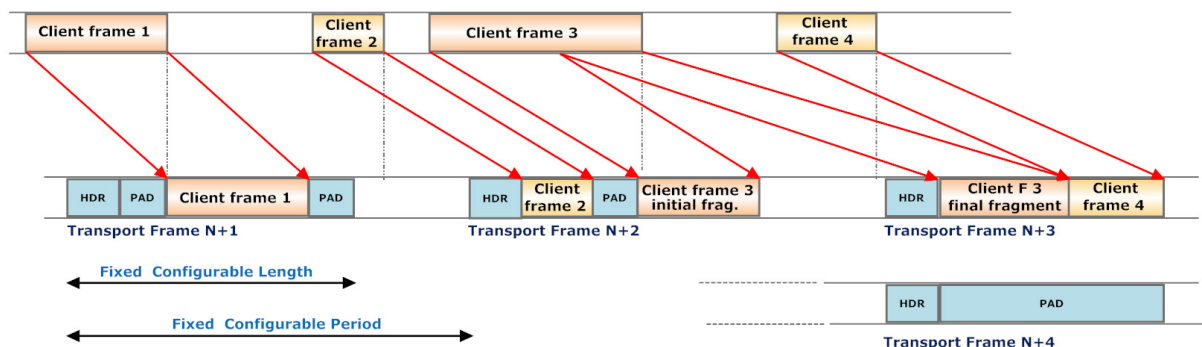 Client frame 1
Client
frame 2
Client frame 3
Client
frame 4
HDR
PAD
Client frame 1
PAD
HDR
Client
frame 2
PAD
Client frame 3
initial frag.
HDR
Client F 3
final fragment
Client
frame 4
Transport Frame N+1
Transport Frame N+2
Transport Frame N+3
Fixed Configurable Length
HDR
PAD
Fixed Configurable Period
Transport Frame N+4